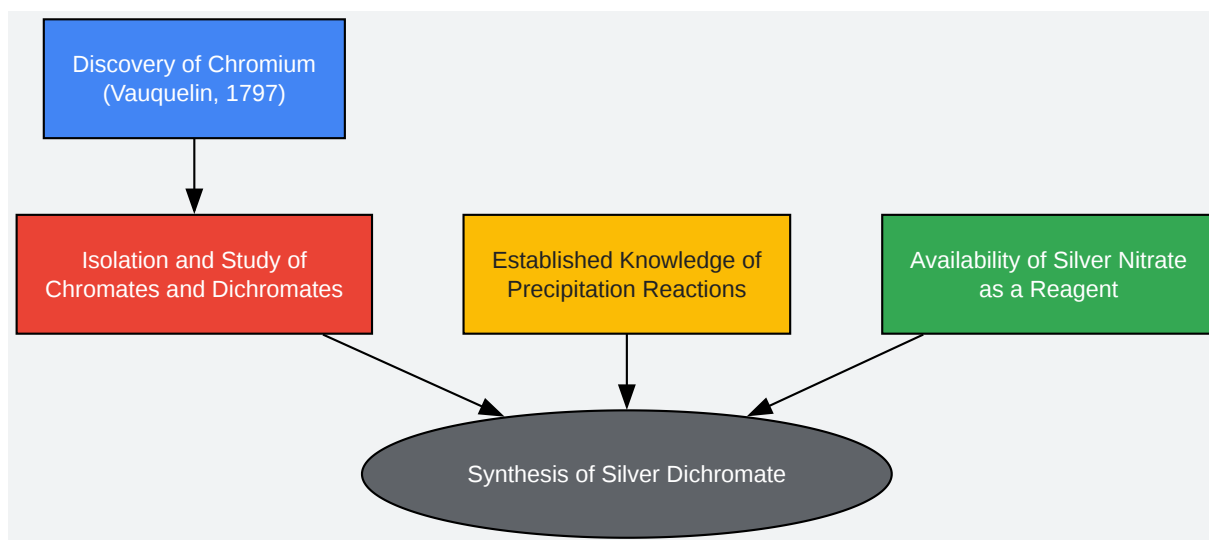 Discovery of Chromium
(Vauquelin, 1797)
Isolation and Study of
Chromates and Dichromates
Established Knowledge of
Precipitation Reactions
Availability of Silver Nitrate
as a Reagent
Synthesis of Silver Dichromate